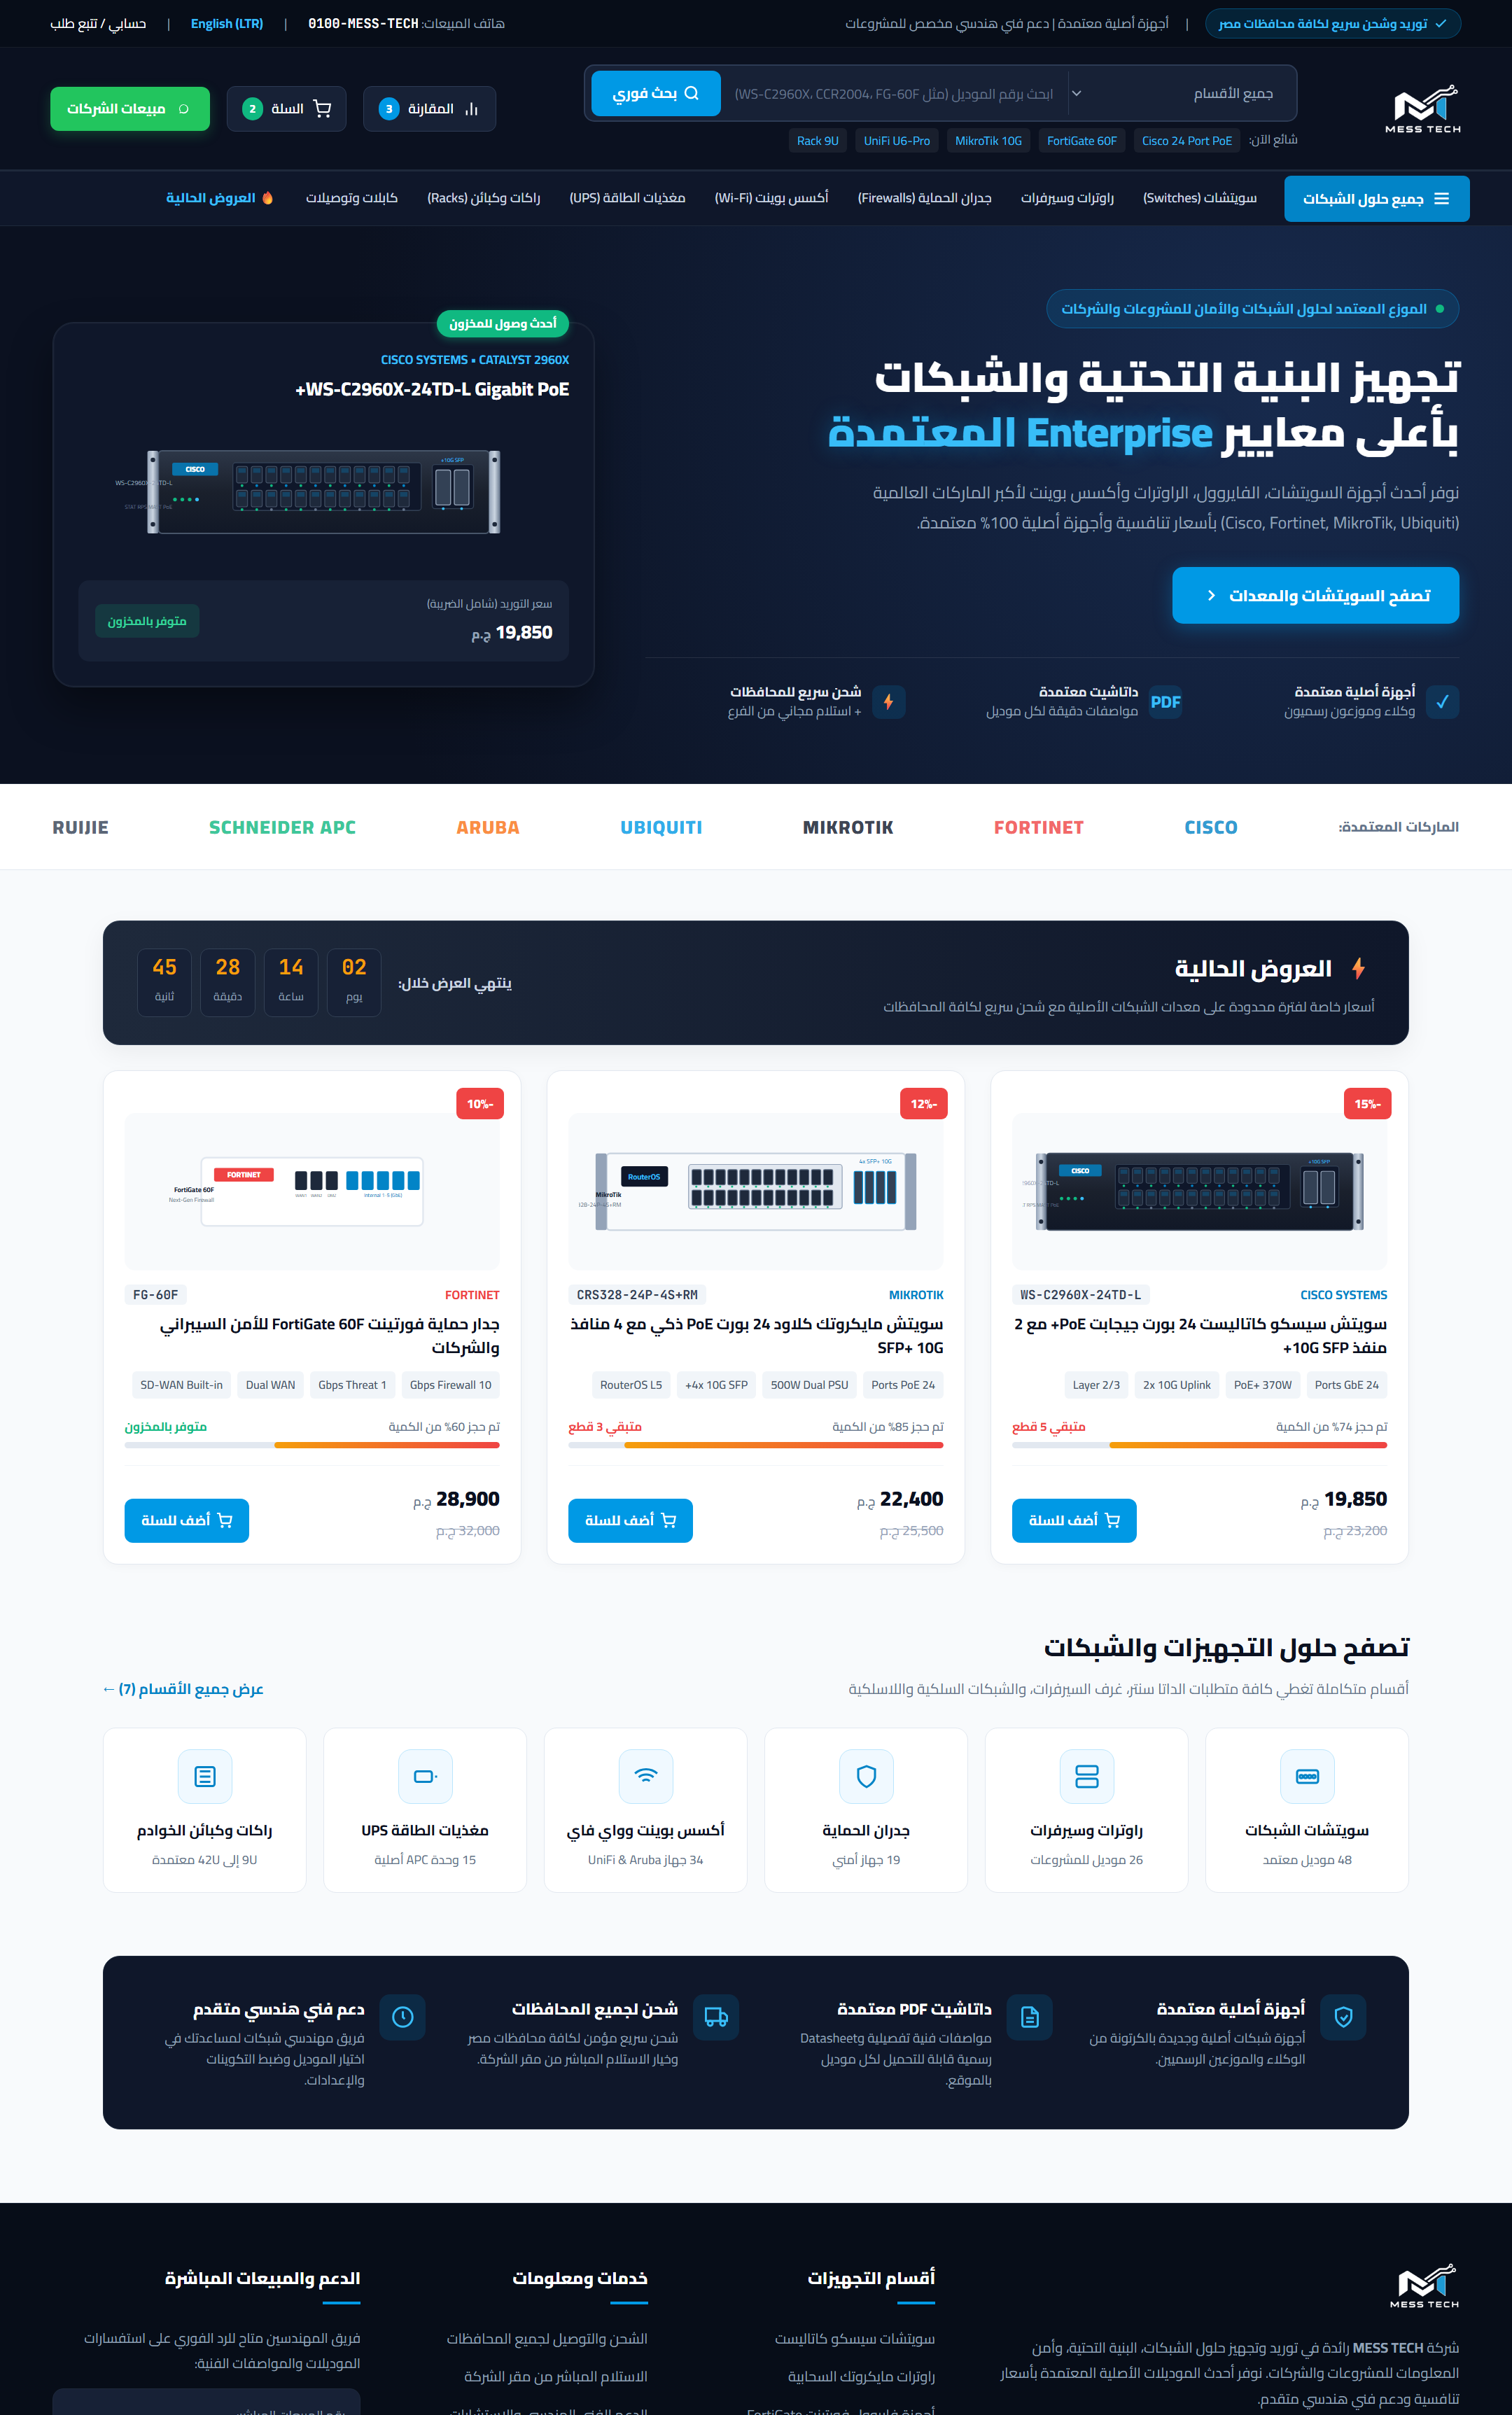 توريد وشحن سريع لكافة محافظات مصر | أجهزة أصلية معتمدة | دعم فني هندسي مخصص للمشروعات
هاتف المبيعات: 0100-MESS-TECH | English (LTR) | حسابي / تتبع طلب
MESS TECH
جميع الأقسام
ابحث برقم الموديل (مثل WS-C2960X، CCR2004، FG-60F)
بحث فوري
المقارنة 3
السلة 2
مبيعات الشركات
شائع الآن: Cisco 24 Port PoE FortiGate 60F MikroTik 10G UniFi U6-Pro Rack 9U
جميع حلول الشبكات
سويتشات (Switches) راوترات وسيرفرات جدران الحماية (Firewalls) أكسس بوينت (Wi-Fi) مغذيات الطاقة (UPS) راكات وكبائن (Racks) كابلات وتوصيلات العروض الحالية
الموزع المعتمد لحلول الشبكات والأمان للمشروعات والشركات
تجهيز البنية التحتية والشبكات
بأعلى معايير Enterprise المعتمدة
نوفر أحدث أجهزة السويتشات، الفايروول، الراوترات وأكسس بوينت لأكبر الماركات العالمية
(Cisco, Fortinet, MikroTik, Ubiquiti) بأسعار تنافسية وأجهزة أصلية 100% معتمدة.
تصفح السويتشات والمعدات
أجهزة أصلية معتمدة
وكلاء وموزعون رسميون
PDF
داتاشيت معتمدة
مواصفات دقيقة لكل موديل
شحن سريع للمحافظات
+ استلام مجاني من الفرع
أحدث وصول للمخزون
CISCO SYSTEMS • CATALYST 2960X
WS-C2960X-24TD-L Gigabit PoE+
CISCO
+10G SFP
سعر التوريد (شامل الضريبة)
19,850 ج.م
متوفر بالمخزون
الماركات المعتمدة: CISCO FORTINET MIKROTIK UBIQUITI ARUBA SCHNEIDER APC RUIJIE
العروض الحالية
أسعار خاصة لفترة محدودة على معدات الشبكات الأصلية مع شحن سريع لكافة المحافظات
ينتهي العرض خلال:
02 يوم
14 ساعة
28 دقيقة
45 ثانية
-15%
CISCO
+10G SFP
CISCO SYSTEMS
WS-C2960X-24TD-L
سويتش سيسكو كاتاليست 24 بورت جيجابت PoE+ مع 2
منفذ 10G SFP+
24 Ports GbE PoE+ 370W 2x 10G Uplink Layer 2/3
تم حجز 74% من الكمية
متبقي 5 قطع
19,850 ج.م
23,200 ج.م
أضف للسلة
-12%
RouterOS
4x SFP+ 10G
MikroTik
MIKROTIK
CRS328-24P-4S+RM
سويتش مايكروتك كلاود 24 بورت PoE ذكي مع 4 منافذ
SFP+ 10G
24 Ports PoE 500W Dual PSU 4x 10G SFP+ RouterOS L5
تم حجز 85% من الكمية
متبقي 3 قطع
22,400 ج.م
25,500 ج.م
أضف للسلة
-10%
FORTINET
FortiGate 60F
Next-Gen Firewall
FORTINET
FG-60F
جدار حماية فورتينت FortiGate 60F للأمن السيبراني
والشركات
10 Gbps Firewall 1 Gbps Threat Dual WAN SD-WAN Built-in
تم حجز 60% من الكمية
متوفر بالمخزون
28,900 ج.م
32,000 ج.م
أضف للسلة
تصفح حلول التجهيزات والشبكات
أقسام متكاملة تغطي كافة متطلبات الداتا سنتر، غرف السيرفرات، والشبكات السلكية واللاسلكية
عرض جميع الأقسام (7) ←
سويتشات الشبكات
48 موديل معتمد
راوترات وسيرفرات
26 موديل للمشروعات
جدران الحماية
19 جهاز أمني
أكسس بوينت وواي فاي
34 جهاز UniFi & Aruba
مغذيات الطاقة UPS
15 وحدة APC أصلية
راكات وكبائن الخوادم
9U إلى 42U معتمدة
أجهزة أصلية معتمدة
أجهزة شبكات أصلية وجديدة بالكرتونة من
الوكلاء والموزعين الرسميين.
داتاشيت PDF معتمدة
مواصفات فنية تفصيلية وDatasheet
رسمية قابلة للتحميل لكل موديل
بالموقع.
شحن لجميع المحافظات
شحن سريع مؤمن لكافة محافظات مصر
وخيار الاستلام المباشر من مقر الشركة.
دعم فني هندسي متقدم
فريق مهندسي شبكات لمساعدتك في
اختيار الموديل وضبط التكوينات
والإعدادات.
MESS TECH
شركة MESS TECH رائدة في توريد وتجهيز حلول الشبكات، البنية التحتية، وأمن
المعلومات للمشروعات والشركات. نوفر أحدث الموديلات الأصلية المعتمدة بأسعار
تنافسية ودعم فني هندسي متقدم.
أقسام التجهيزات
سويتشات سيسكو كاتاليست
راوترات مايكروتك السحابية
خدمات ومعلومات
الشحن والتوصيل لجميع المحافظات
الاستلام المباشر من مقر الشركة
الدعم والمبيعات المباشرة
فريق المهندسين متاح للرد الفوري على استفسارات
الموديلات والمواصفات الفنية: